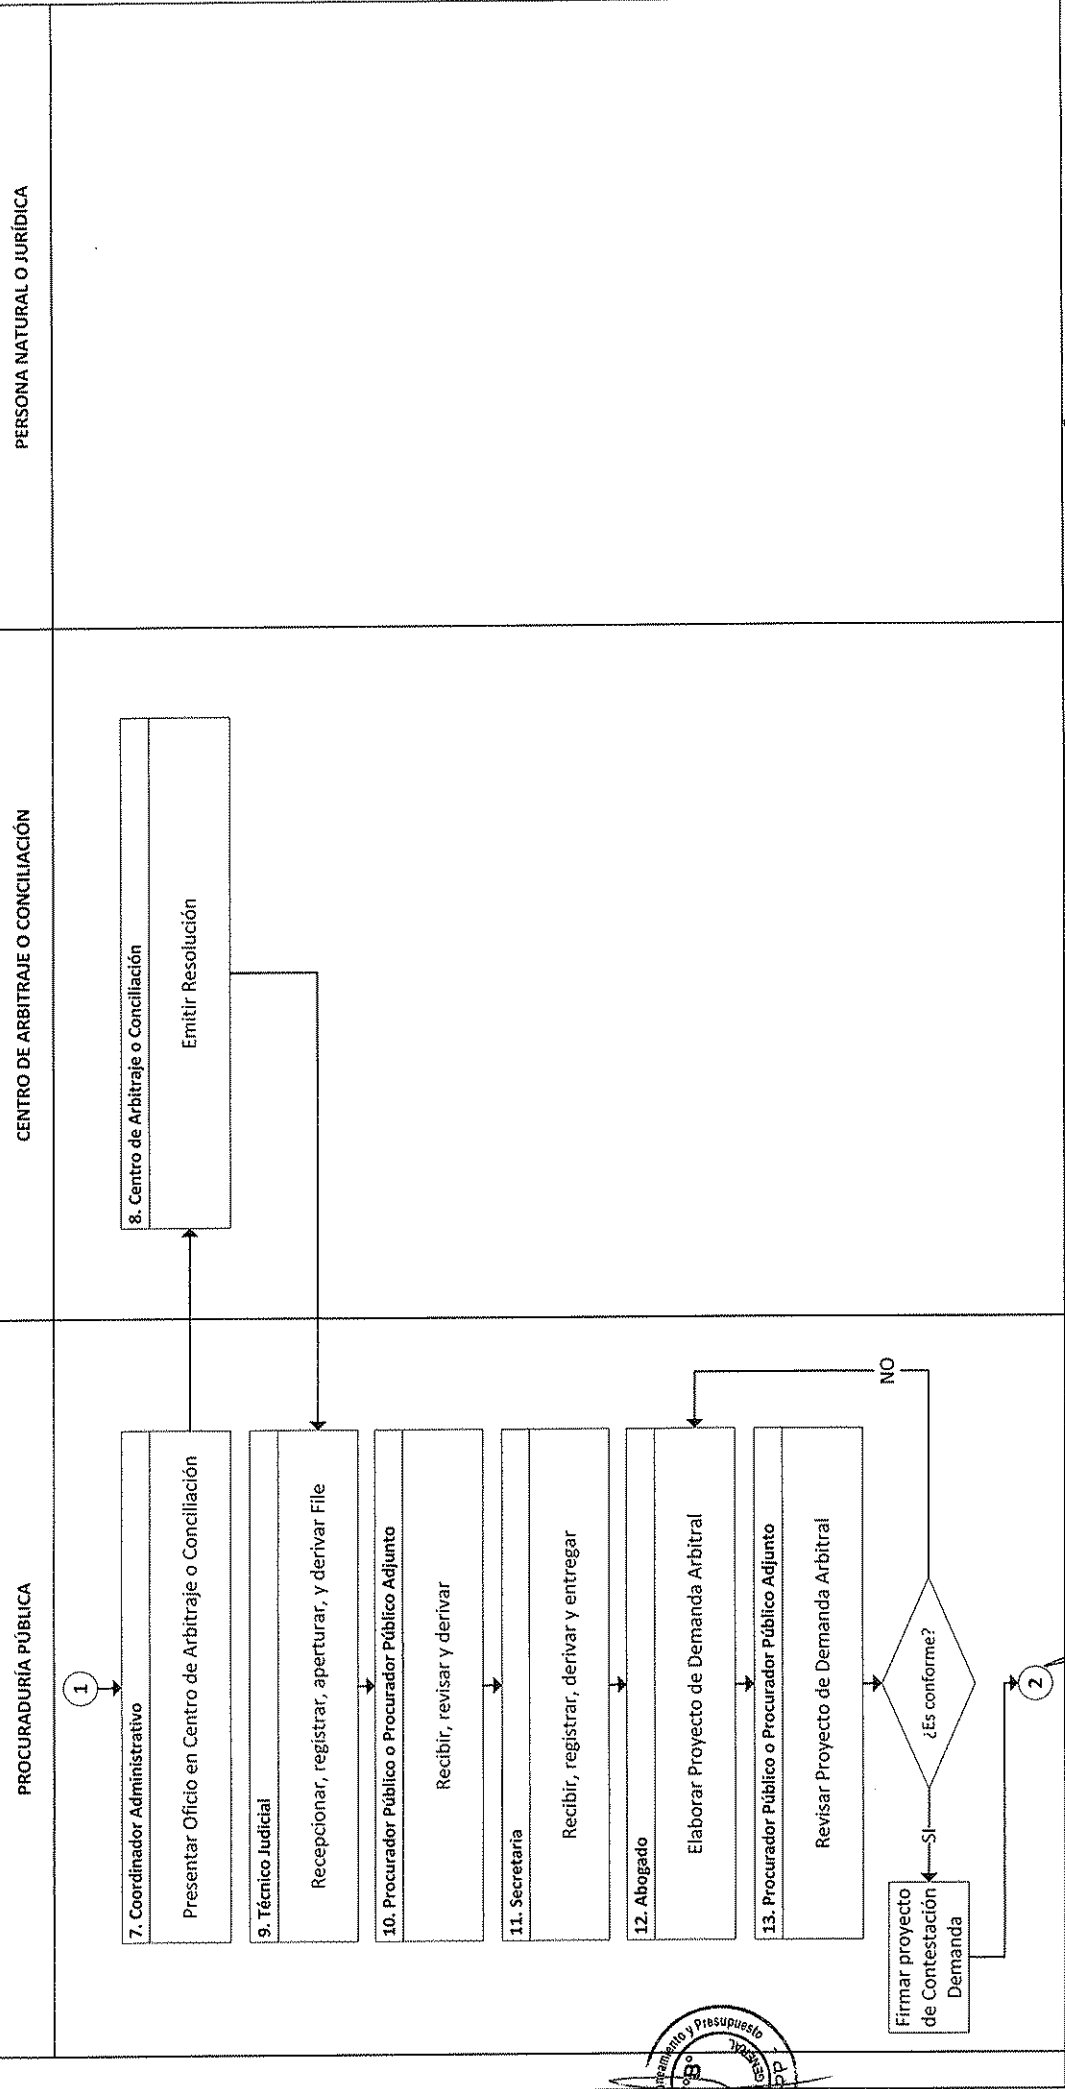 PROCURADURÍA PÚBLICA
CENTRO DE ARBITRAJE O CONCILIACIÓN
PERSONA NATURAL O JURÍDICA
1
7. Coordinador Administrativo
Presentar Oficio en Centro de Arbitraje o Conciliación
8. Centro de Arbitraje o Conciliación
Emitir Resolución
9. Técnico Judicial
Recepcionar, registrar, aperturar, y derivar File
10. Procurador Público o Procurador Público Adjunto
Recibir, revisar y derivar
11. Secretaria
Recibir, registrar, derivar y entregar
12. Abogado
Elaborar Proyecto de Demanda Arbitral
13. Procurador Público o Procurador Público Adjunto
Revisar Proyecto de Demanda Arbitral
¿Es conforme?
NO
SI
Firmar proyecto
de Contestación
Demanda
2
y Presupuesto
GENERAL